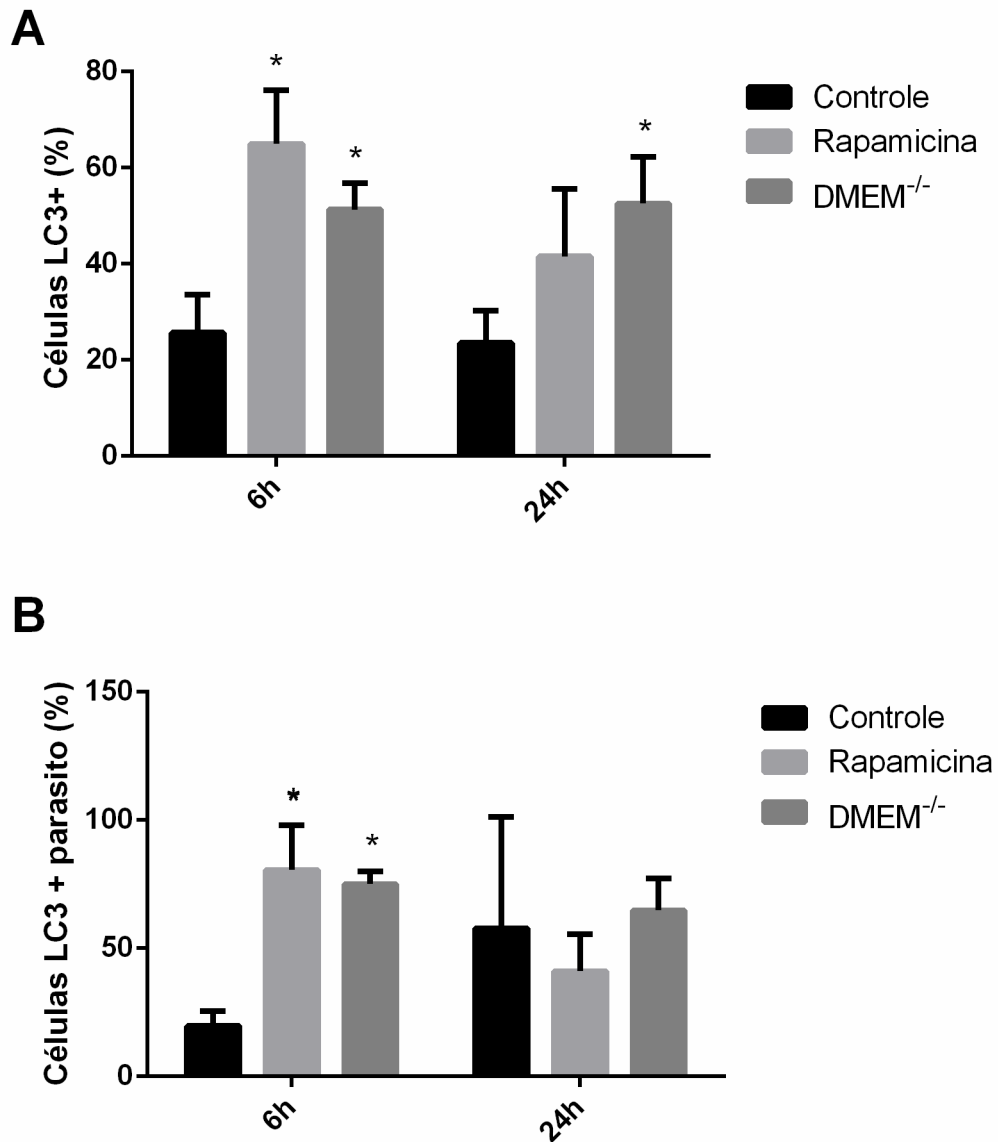 A
Células LC3+ (%)
80
60
40
20
0
*
*
*
6h
24h
Controle
Rapamicina
DMEM-/-
B
Células LC3 + parasito (%)
150
100
50
0
*
*
6h
24h
Controle
Rapamicina
DMEM-/-